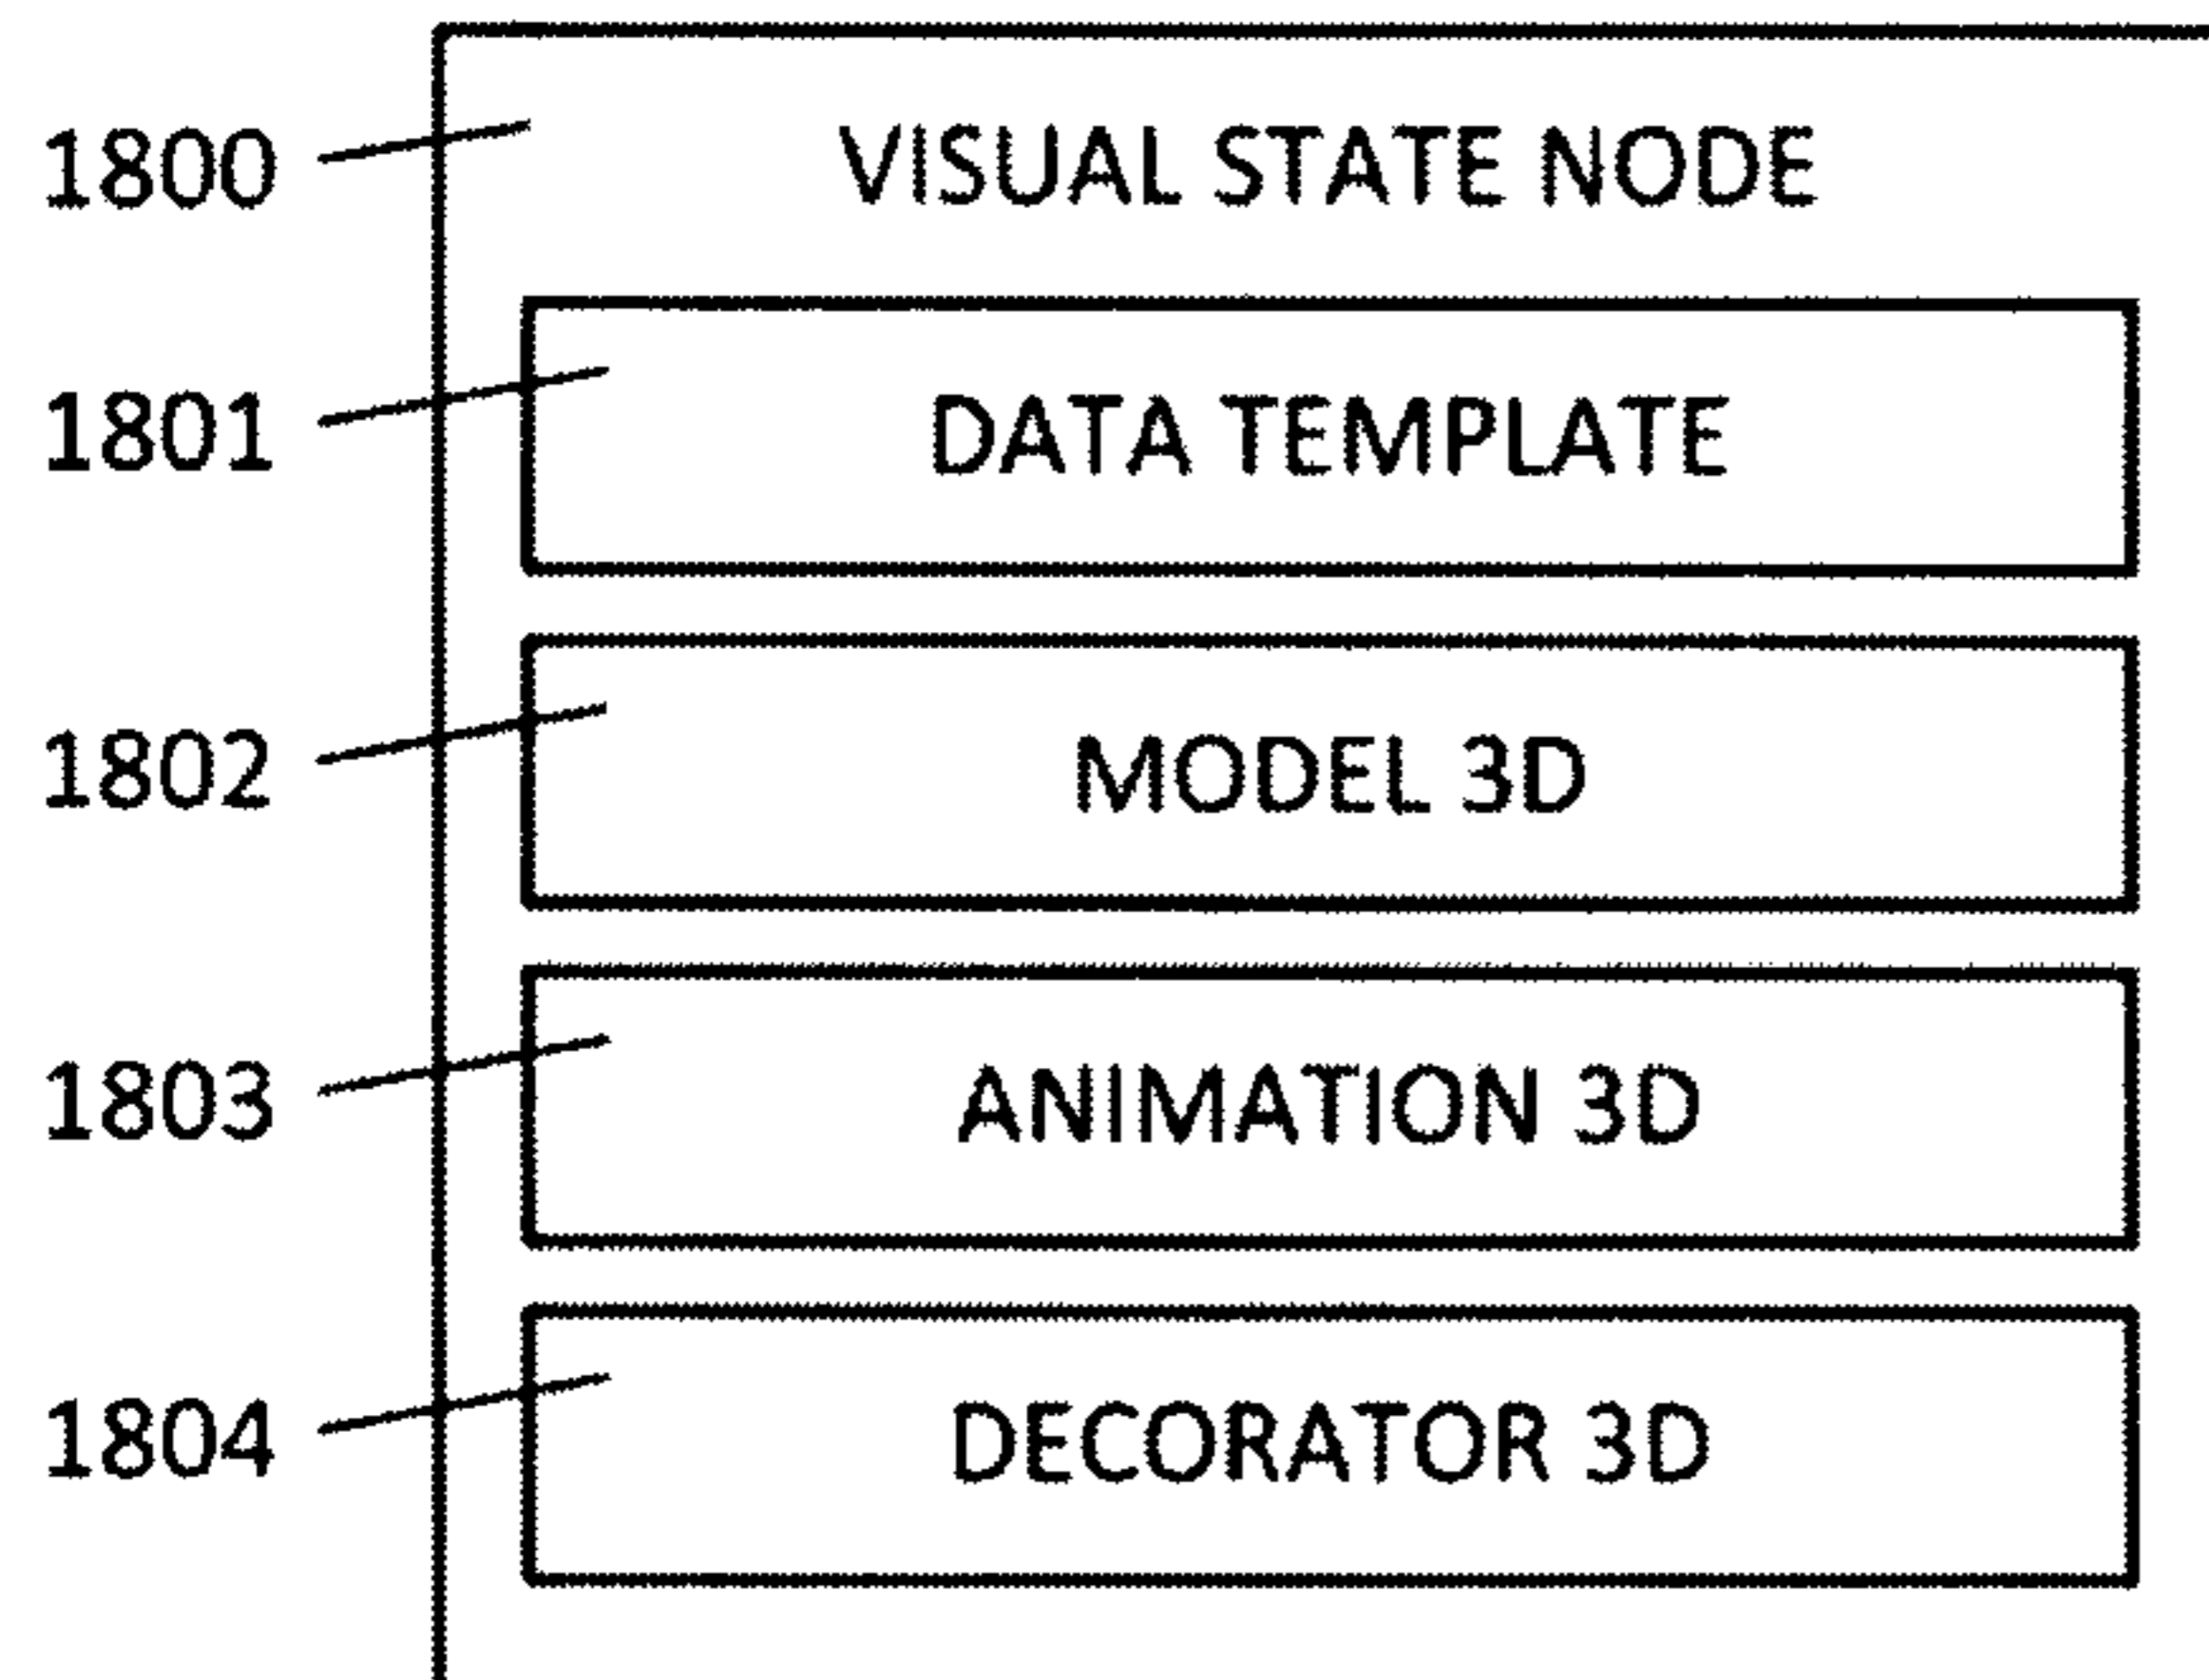 1800 VISUAL STATE NODE
1801 DATA TEMPLATE
1802 MODEL 3D
1803 ANIMATION 3D
1804 DECORATOR 3D